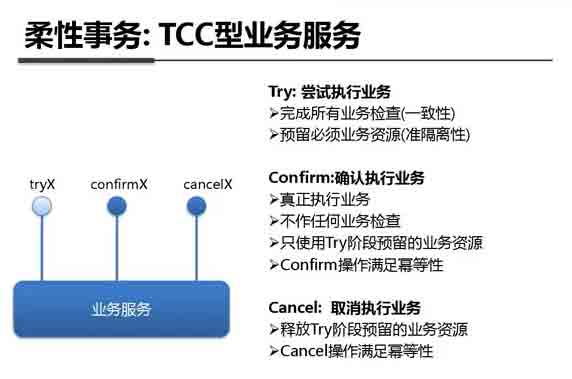 柔性事务: TCC型业务服务
Try: 尝试执行业务
➢完成所有业务检查(一致性)
➢预留必须业务资源(准隔离性)
tryX confirmX cancelX
Confirm:确认执行业务
➢真正执行业务
➢不作任何业务检查
➢只使用Try阶段预留的业务资源
➢Confirm操作满足幂等性
业务服务
Cancel: 取消执行业务
➢释放Try阶段预留的业务资源
➢Cancel操作满足幂等性